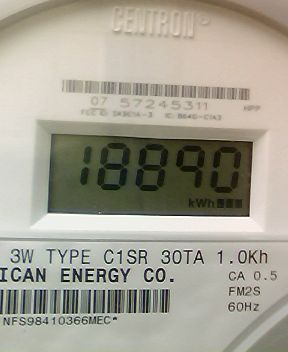 CENTRON
07 57245311
HPP
18890
kWh
3W TYPE C1SR 30TA 1.0Kh
ICAN ENERGY CO.
CA 0.5
FM2S
60Hz
NFS98410366MEC*